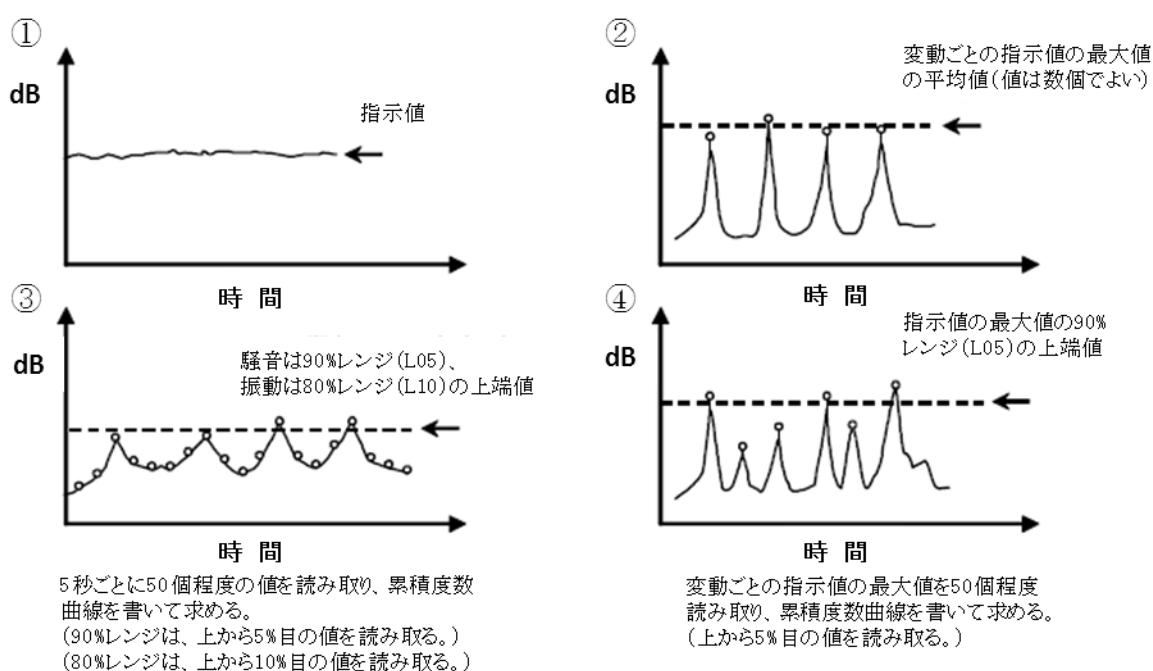 ①
dB
指示値
時 間
②
dB
変動ごとの指示値の最大値
の平均値(値は数個でよい)
時 間
③
dB
騒音は90%レンジ(L05)、
振動は80%レンジ(L10)の上端値
時 間
5秒ごとに50個程度の値を読み取り、累積度数
曲線を書いて求める。
(90%レンジは、上から5%目の値を読み取る。)
(80%レンジは、上から10%目の値を読み取る。)
④
dB
指示値の最大値の90%
レンジ(L05)の上端値
時 間
変動ごとの指示値の最大値を50個程度
読み取り、累積度数曲線を書いて求める。
(上から5%目の値を読み取る。)